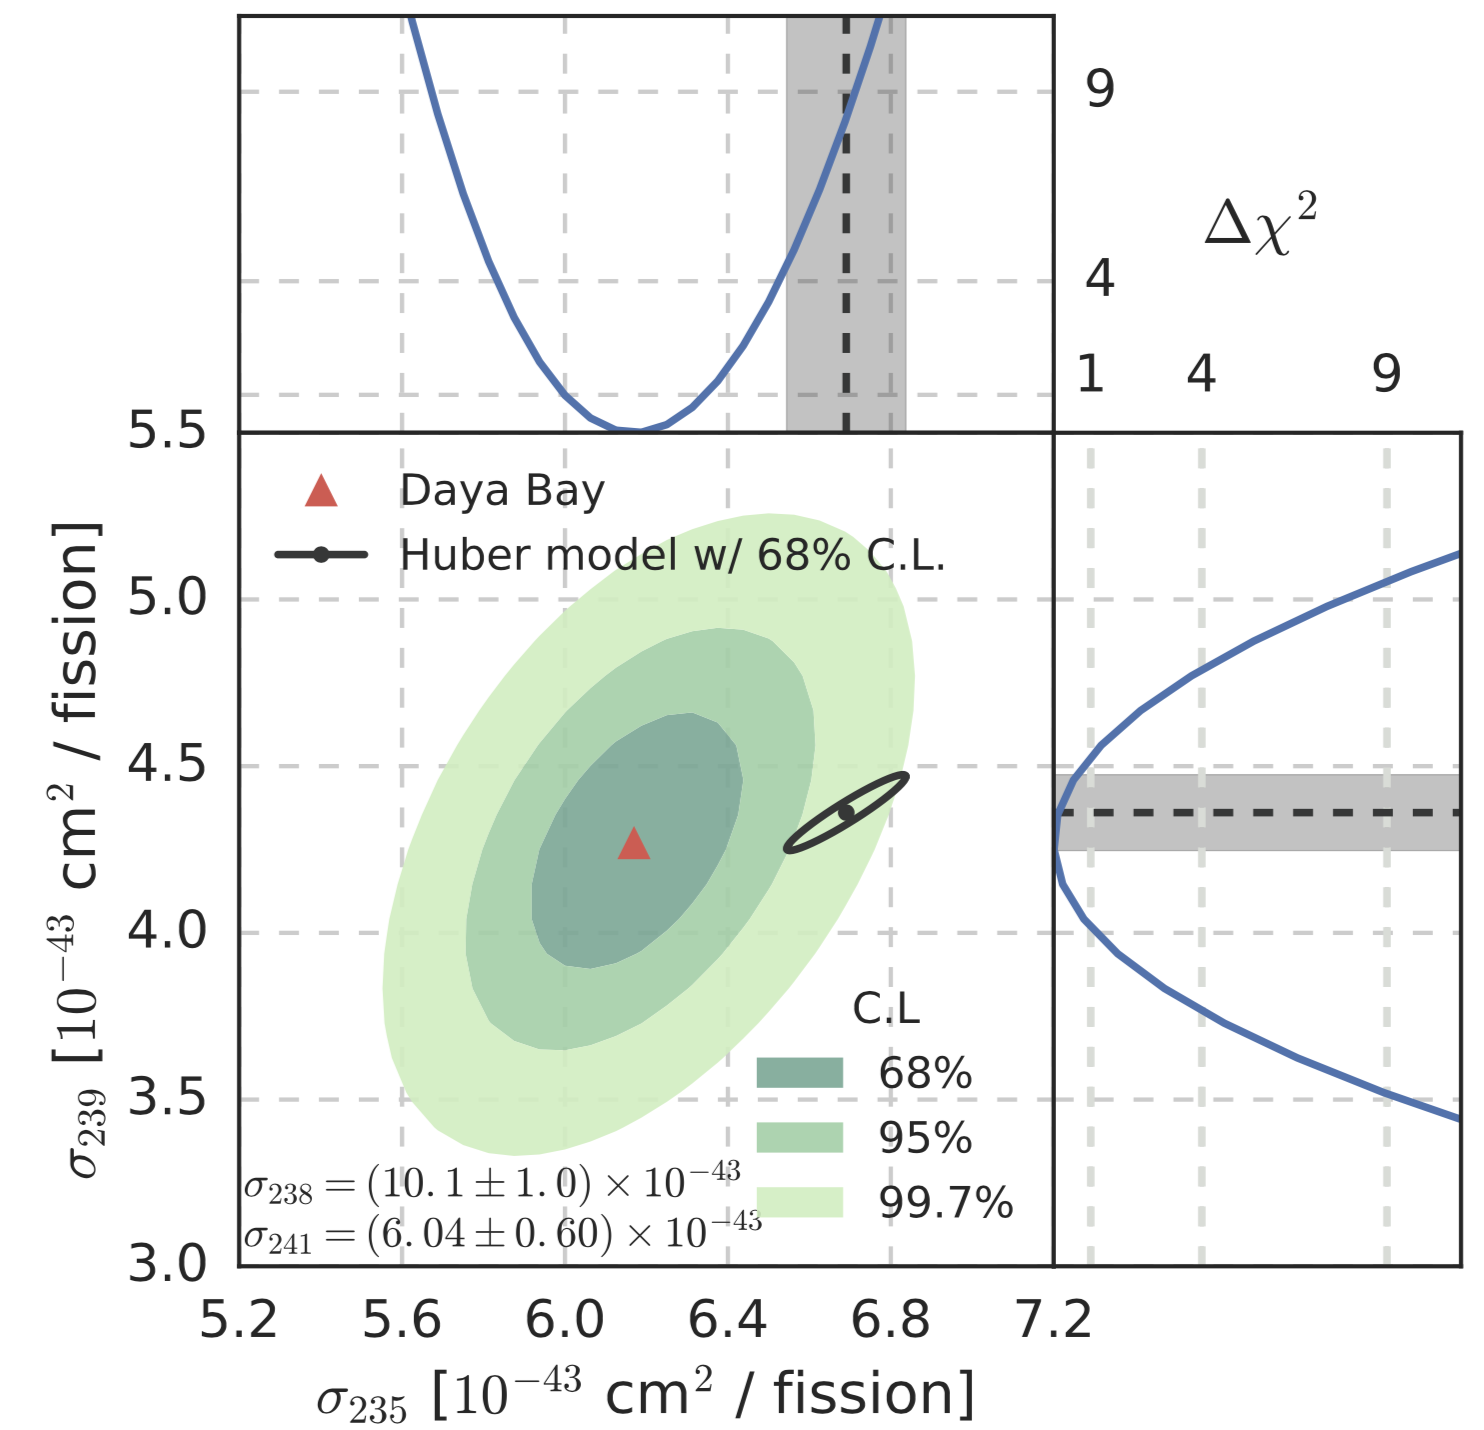 9
Δχ²
4
1 4 9
5.5
Daya Bay
Huber model w/ 68% C.L.
5.0
4.5
4.0
3.5
3.0
σ₂₃₉ [10⁻⁴³ cm² / fission]
C.L
68%
95%
99.7%
σ₂₃₈ = (10.1 ± 1.0) × 10⁻⁴³
σ₂₄₁ = (6.04 ± 0.60) × 10⁻⁴³
5.2 5.6 6.0 6.4 6.8 7.2
σ₂₃₅ [10⁻⁴³ cm² / fission]